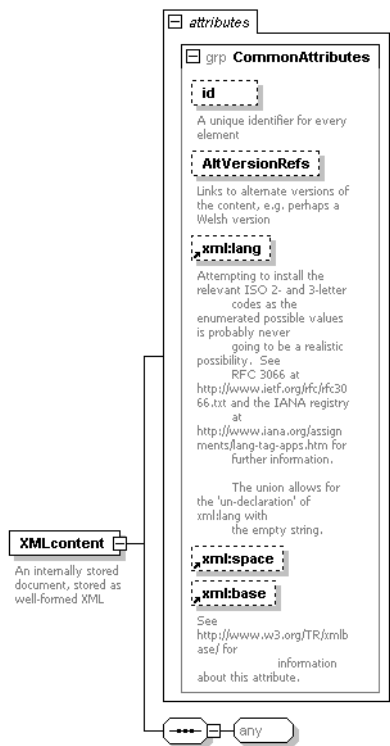 attributes
grp CommonAttributes
id
A unique identifier for every
element
AltVersionRefs
Links to alternate versions of
the content, e.g. perhaps a
Welsh version
xml:lang
Attempting to install the
relevant ISO 2- and 3-letter
codes as the
enumerated possible values
is probably never
going to be a realistic
possibility. See
RFC 3066 at
http://www.ietf.org/rfc/rfc30
66.txt and the IANA registry
at
http://www.iana.org/assign
ments/lang-tag-apps.htm for
further information.
The union allows for
the 'un-declaration' of
xml:lang with
the empty string.
XMLcontent
An internally stored
document, stored as
well-formed XML
xml:space
xml:base
See
http://www.w3.org/TR/xmlb
ase/ for
information
about this attribute.
any